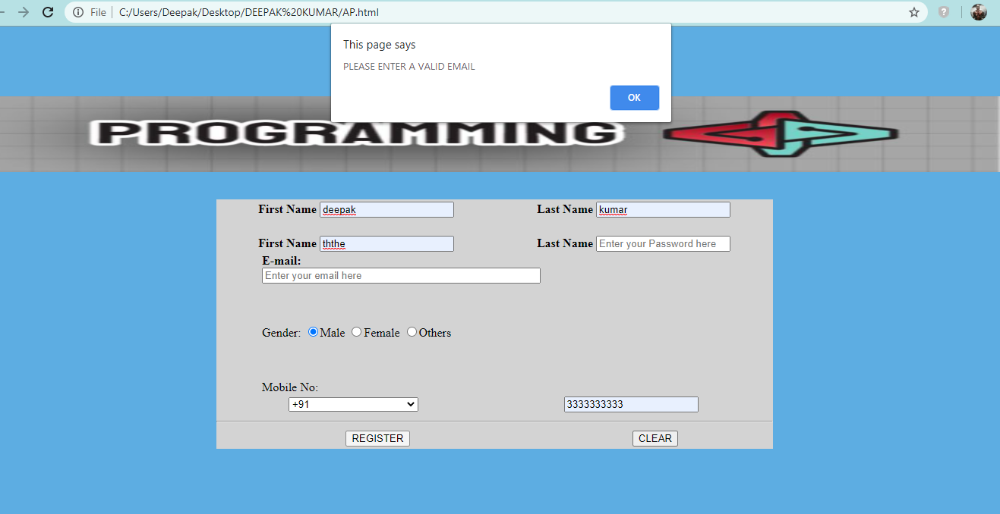 File C:/Users/Deepak/Desktop/DEEPAK%20KUMAR/AP.html
This page says
PLEASE ENTER A VALID EMAIL
OK
PROGRAMMING
First Name deepak Last Name kumar
First Name ththe Last Name Enter your Password here
E-mail:
Enter your email here
Gender: Male Female Others
Mobile No:
+91 3333333333
REGISTER CLEAR